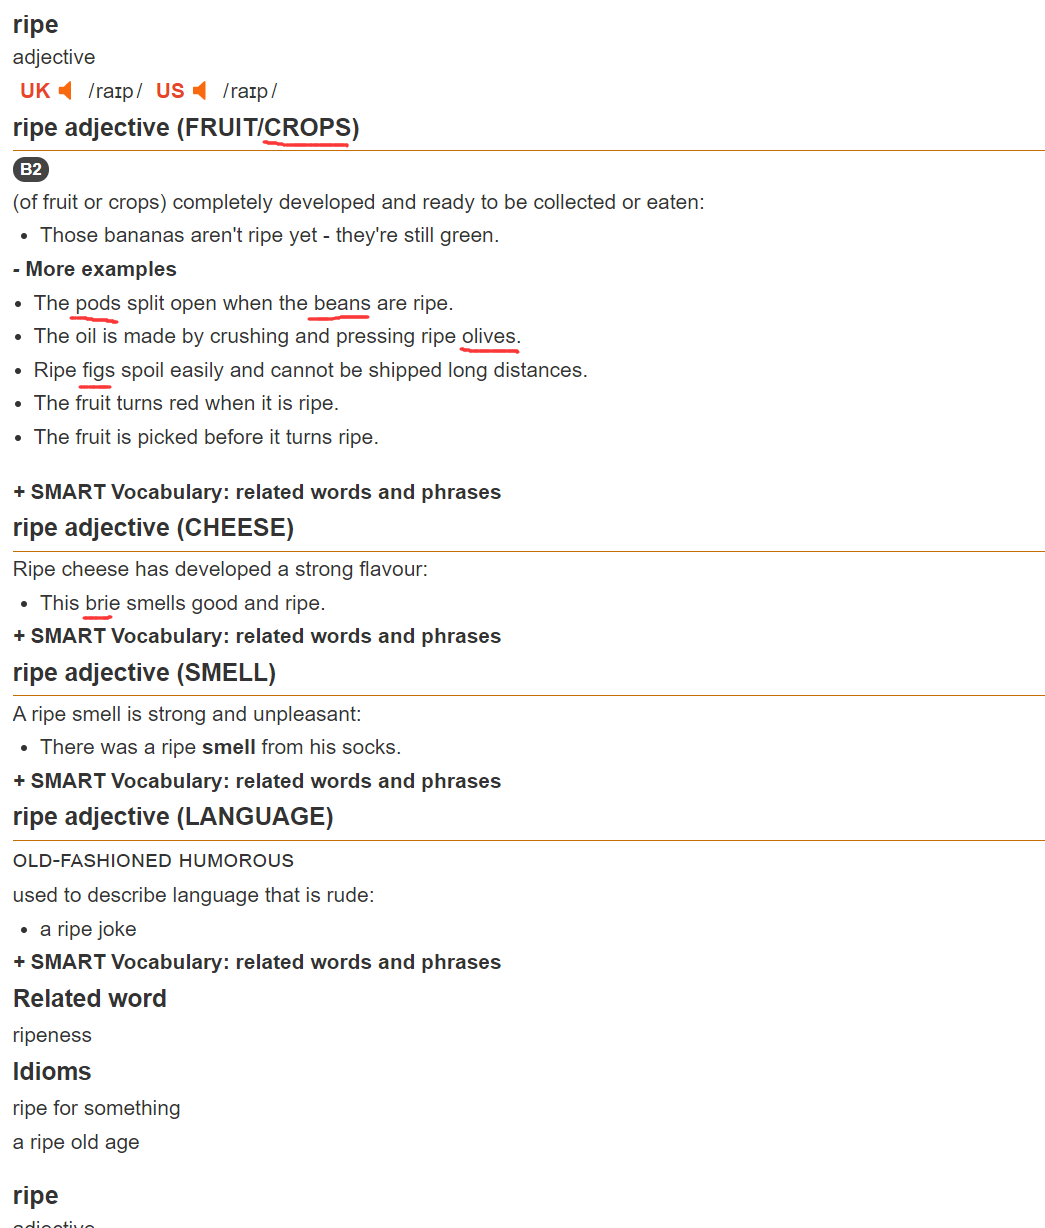 ripe
adjective
UK /raɪp/ US /raɪp/
ripe adjective (FRUIT/CROPS)
B2
(of fruit or crops) completely developed and ready to be collected or eaten:
• Those bananas aren't ripe yet - they're still green.
- More examples
• The pods split open when the beans are ripe.
• The oil is made by crushing and pressing ripe olives.
• Ripe figs spoil easily and cannot be shipped long distances.
• The fruit turns red when it is ripe.
• The fruit is picked before it turns ripe.
+ SMART Vocabulary: related words and phrases
ripe adjective (CHEESE)
Ripe cheese has developed a strong flavour:
• This brie smells good and ripe.
+ SMART Vocabulary: related words and phrases
ripe adjective (SMELL)
A ripe smell is strong and unpleasant:
• There was a ripe smell from his socks.
+ SMART Vocabulary: related words and phrases
ripe adjective (LANGUAGE)
OLD-FASHIONED HUMOROUS
used to describe language that is rude:
• a ripe joke
+ SMART Vocabulary: related words and phrases
Related word
ripeness
Idioms
ripe for something
a ripe old age
ripe
adjective